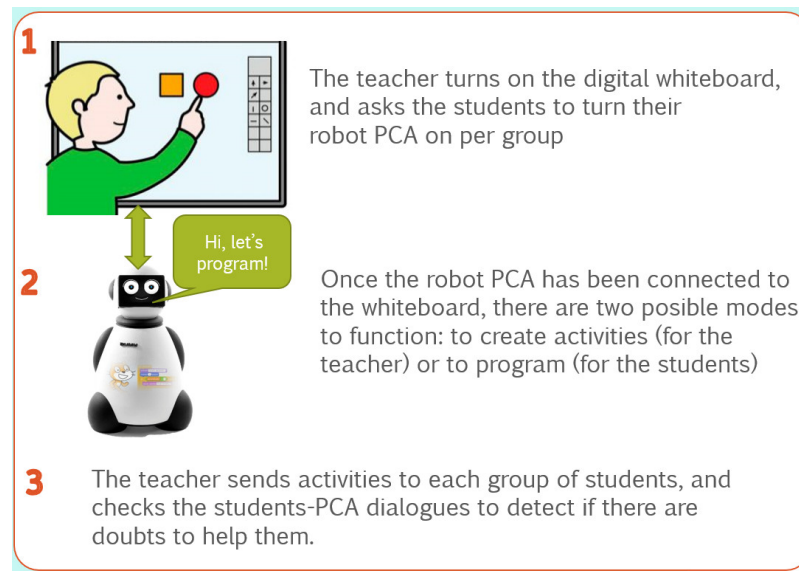 1
The teacher turns on the digital whiteboard,
and asks the students to turn their
robot PCA on per group
Hi, let's
program!
2
Once the robot PCA has been connected to
the whiteboard, there are two posible modes
to function: to create activities (for the
teacher) or to program (for the students)
3
The teacher sends activities to each group of students, and
checks the students-PCA dialogues to detect if there are
doubts to help them.